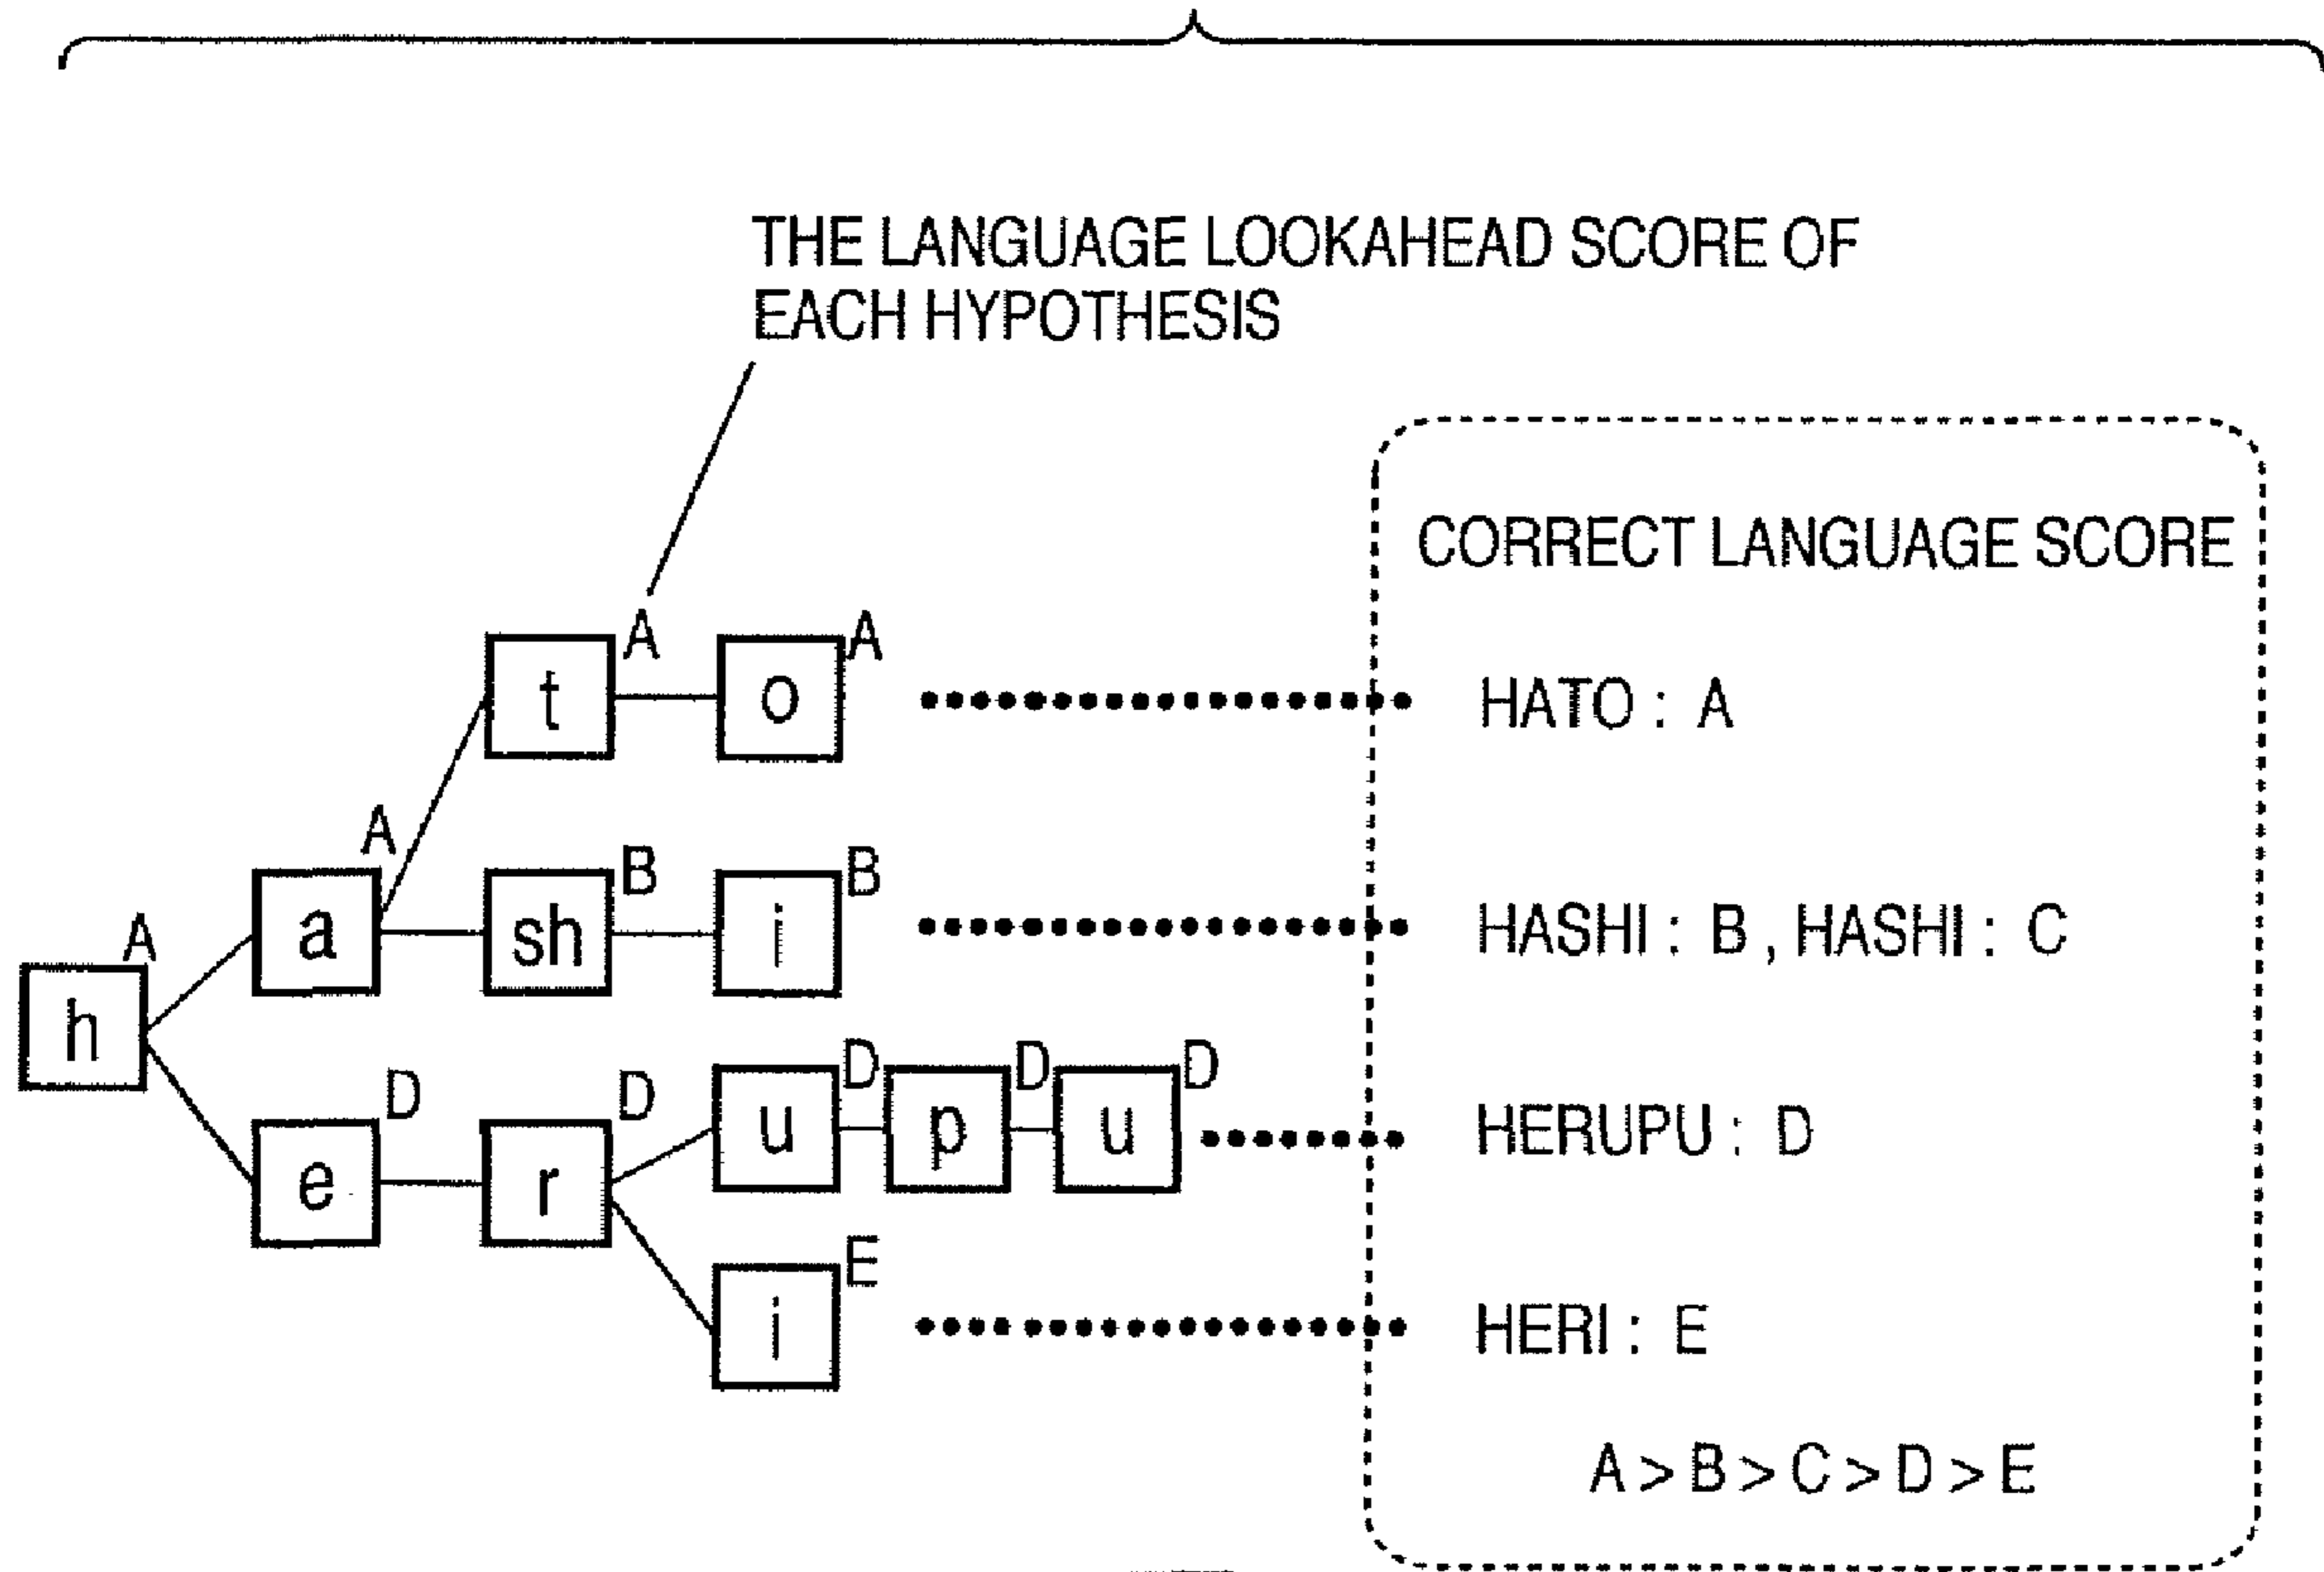 THE LANGUAGE LOOKAHEAD SCORE OF
EACH HYPOTHESIS
CORRECT LANGUAGE SCORE
A A
t o
HATO : A
A B B
a sh i
HASHI : B , HASHI : C
A
h
D D D D D
e r u p u
HERUPU : D
E
i
HERI : E
A > B > C > D > E